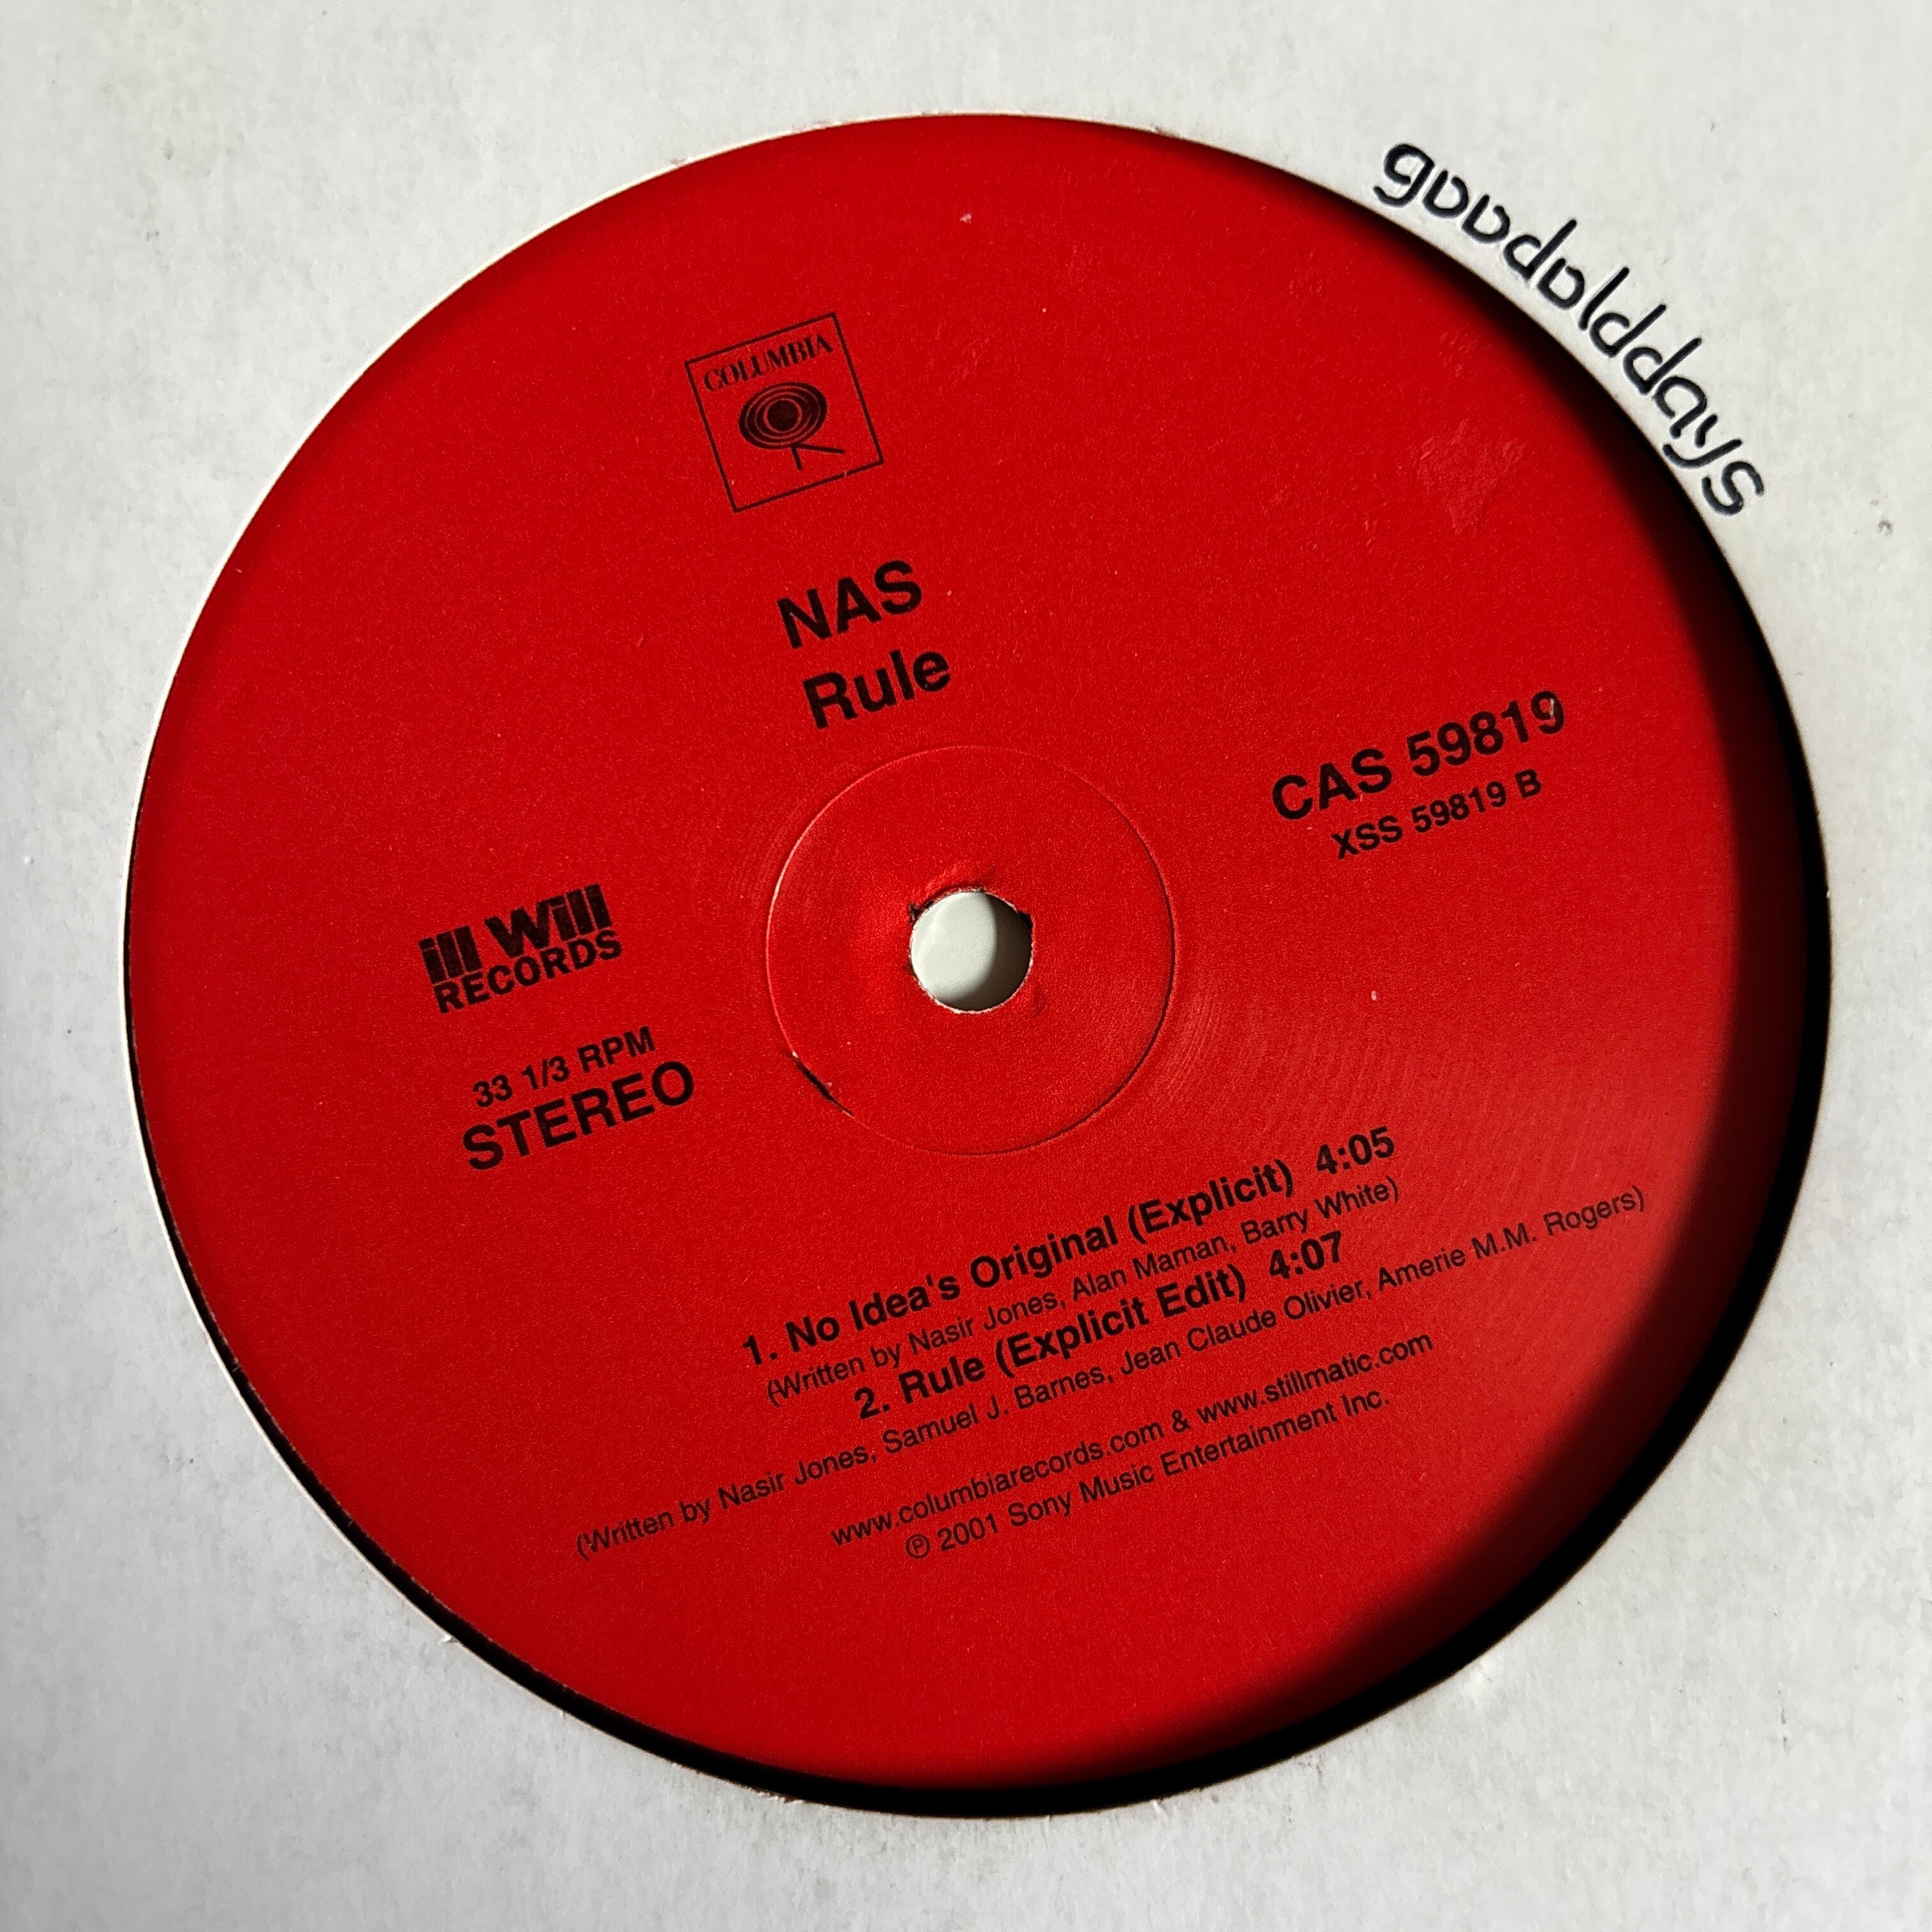 gooddolddays
COLUMBIA
NAS
Rule
CAS 59819
XSS 59819 B
ill Will
RECORDS
33 1/3 RPM
STEREO
1. No Idea's Original (Explicit) 4:05
(Written by Nasir Jones, Alan Maman, Barry White)
2. Rule (Explicit Edit) 4:07
(Written by Nasir Jones, Samuel J. Barnes, Jean Claude Olivier, Amerie M.M. Rogers)
www.columbiarecords.com & www.stillmatic.com
℗ 2001 Sony Music Entertainment Inc.